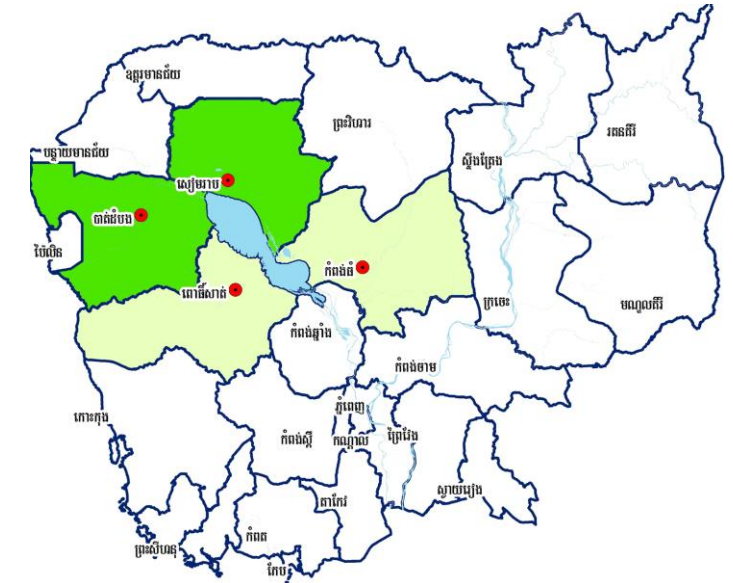 ឧត្តរមានជ័យ
ព្រះវិហារ
រតនគីរី
បន្ទាយមានជ័យ
ស្ទឹងត្រែង
សៀមរាប
បាត់ដំបង
ប៉ៃលិន
កំពង់ធំ
ពោធិ៍សាត់
ក្រចេះ
មណ្ឌលគីរី
កំពង់ឆ្នាំង
កំពង់ចាម
កោះកុង
ភ្នំពេញ
កំពង់ស្ពឺ
កណ្តាល
ព្រៃវែង
ស្វាយរៀង
តាកែវ
ព្រះសីហនុ
កំពត
កែប